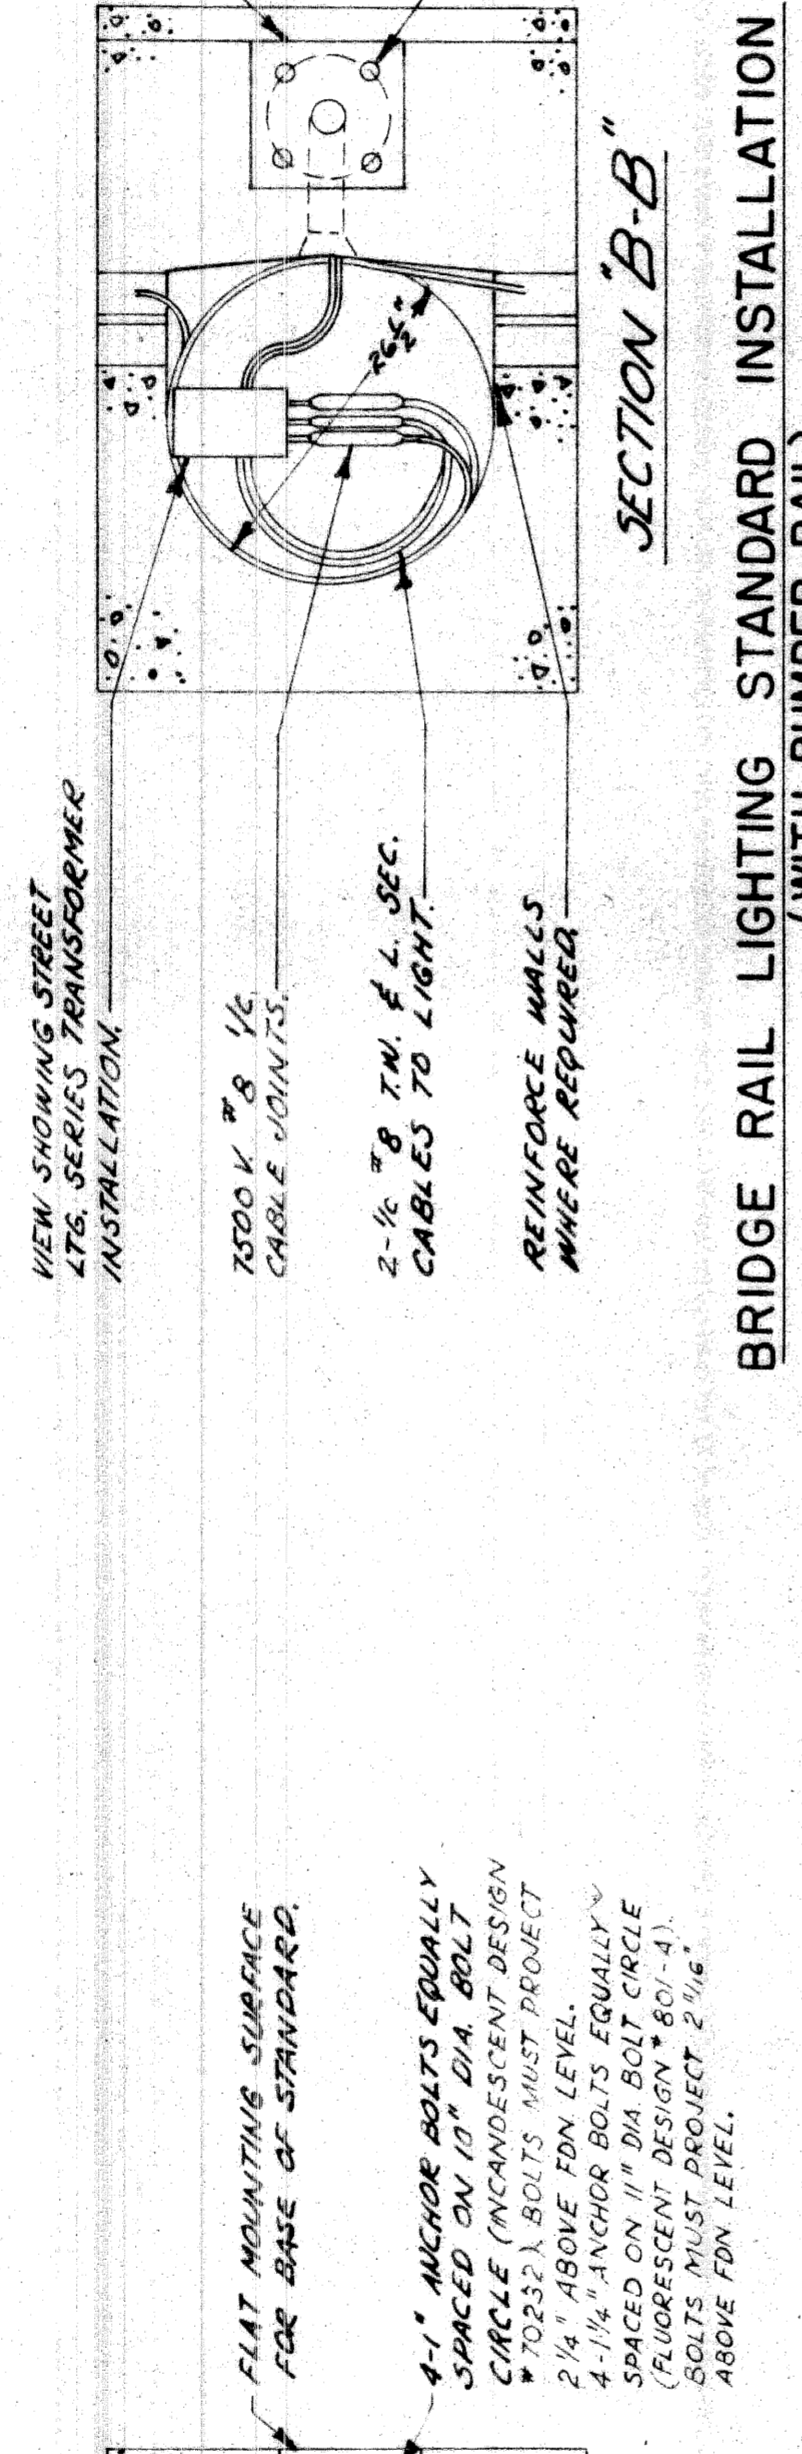 FLAT MOUNTING SURFACE
FOR BASE OF STANDARD.
4-1" ANCHOR BOLTS EQUALLY
SPACED ON 10" DIA. BOLT
CIRCLE (INCANDESCENT DESIGN
#70232). BOLTS MUST PROJECT
2 1/4" ABOVE FDN. LEVEL.
4-1 1/4" ANCHOR BOLTS EQUALLY
SPACED ON 11" DIA. BOLT CIRCLE
(FLUORESCENT DESIGN #801-4).
BOLTS MUST PROJECT 2 11/16"
ABOVE FDN. LEVEL.
VIEW SHOWING STREET
LTG. SERIES TRANSFORMER
INSTALLATION.
7500 V. #8 1/C.
CABLE JOINTS.
2-1/C #8 T.W. & L. SEC.
CABLES TO LIGHT.
REINFORCE WALLS
WHERE REQUIRED.
26 1/2"
SECTION "B-B"
BRIDGE RAIL LIGHTING STANDARD INSTALLATION
(WITH BUMPER RAIL)